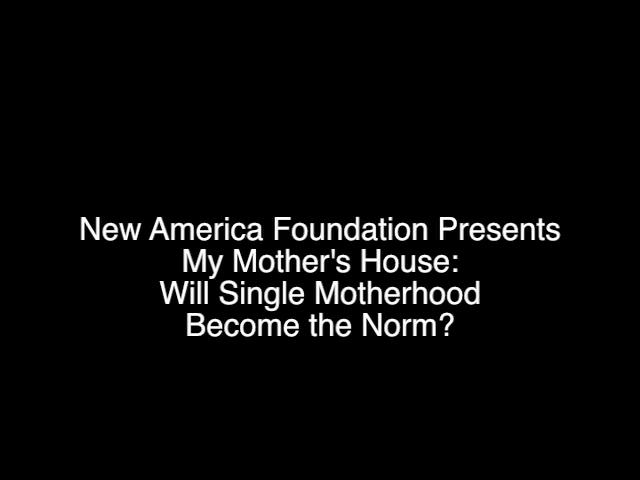 New America Foundation Presents
My Mother's House:
Will Single Motherhood
Become the Norm?